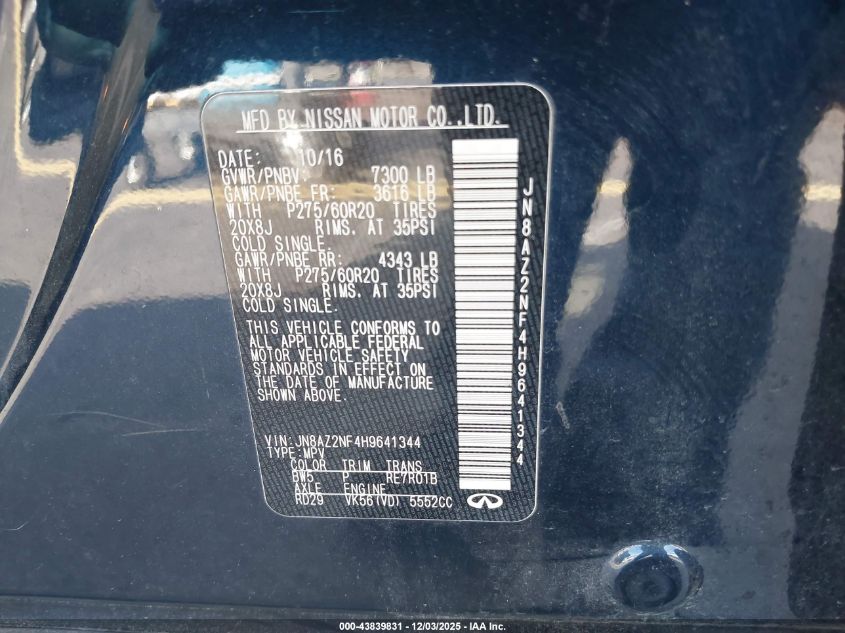 MFD BY NISSAN MOTOR CO.,LTD.
DATE: 10/16
GVWR/PNBV: 7300 LB
GAWR/PNBE FR: 3616 LB
WITH P275/60R20 TIRES
20X8J RIMS. AT 35PSI
COLD SINGLE.
GAWR/PNBE RR: 4343 LB
WITH P275/60R20 TIRES
20X8J RIMS. AT 35PSI
COLD SINGLE.
THIS VEHICLE CONFORMS TO
ALL APPLICABLE FEDERAL
MOTOR VEHICLE SAFETY
STANDARDS IN EFFECT ON
THE DATE OF MANUFACTURE
SHOWN ABOVE.
VIN:JN8AZ2NF4H9641344
TYPE:MPV
COLOR TRIM TRANS
BW5 P RE7R01B
AXLE ENGINE
RD29 VK56(VD) 5552CC
JN8AZ2NF4H9641344
000-43839831 - 12/03/2025 - IAA Inc.